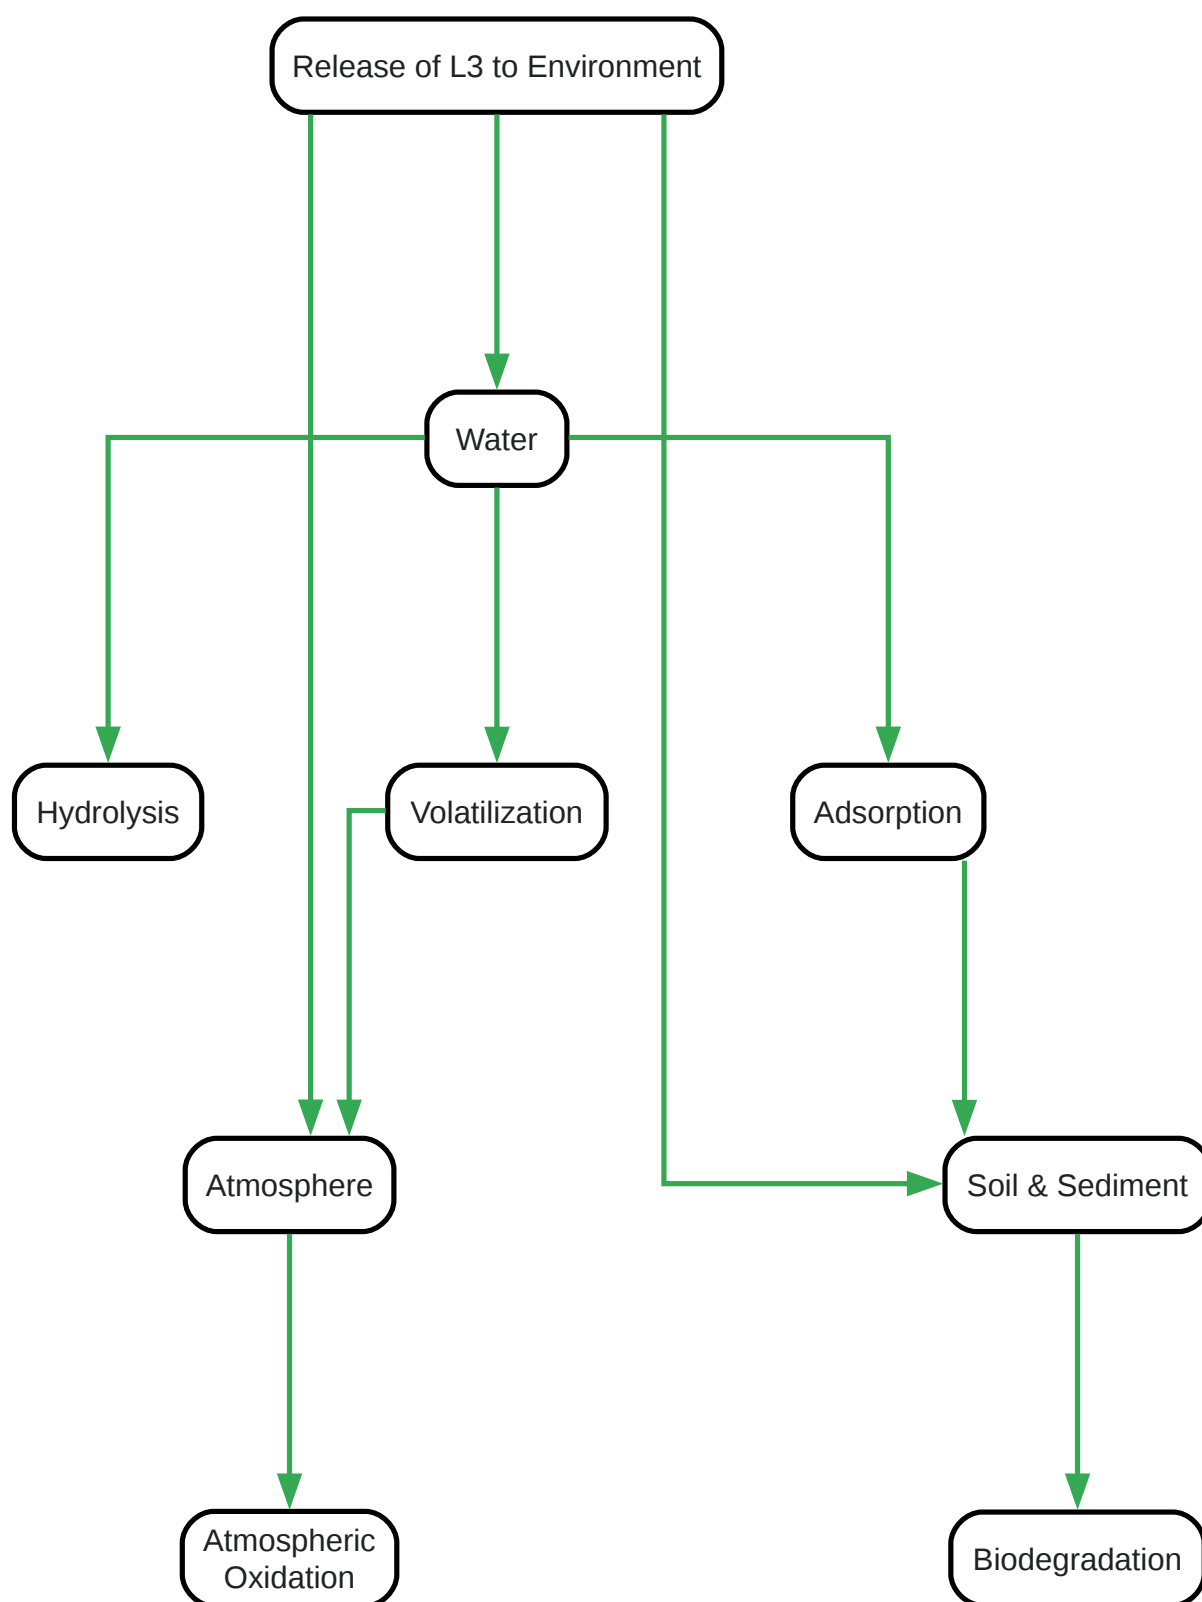 Release of L3 to Environment
Water
Hydrolysis
Volatilization
Adsorption
Atmosphere
Soil & Sediment
Atmospheric
Oxidation
Biodegradation